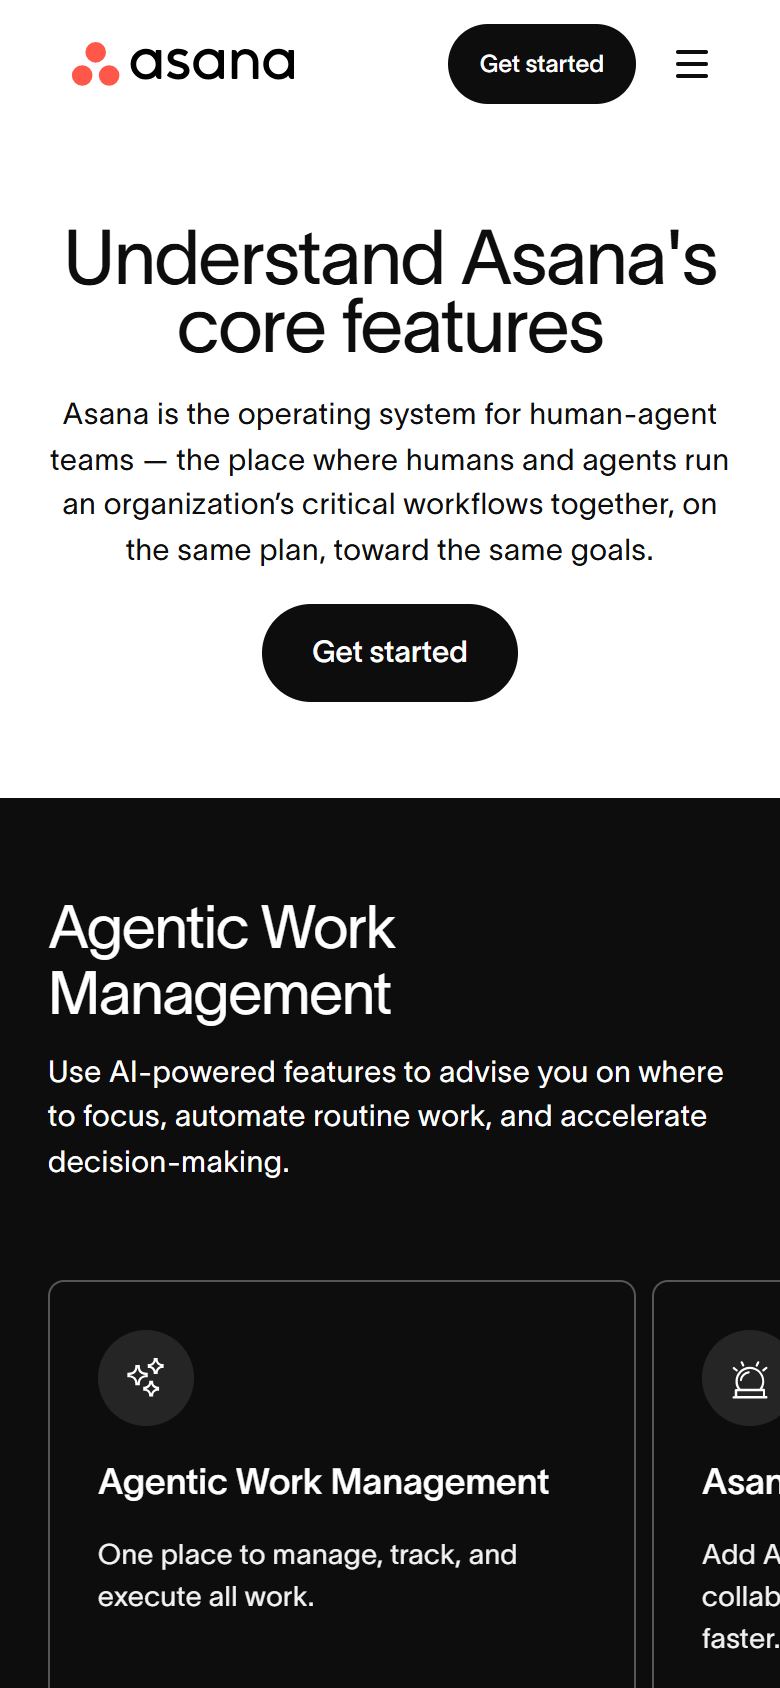 asana
Get started
Understand Asana's
core features
Asana is the operating system for human-agent
teams — the place where humans and agents run
an organization’s critical workflows together, on
the same plan, toward the same goals.
Get started
Agentic Work
Management
Use AI-powered features to advise you on where
to focus, automate routine work, and accelerate
decision-making.
Agentic Work Management
One place to manage, track, and
execute all work.
Add
faster.